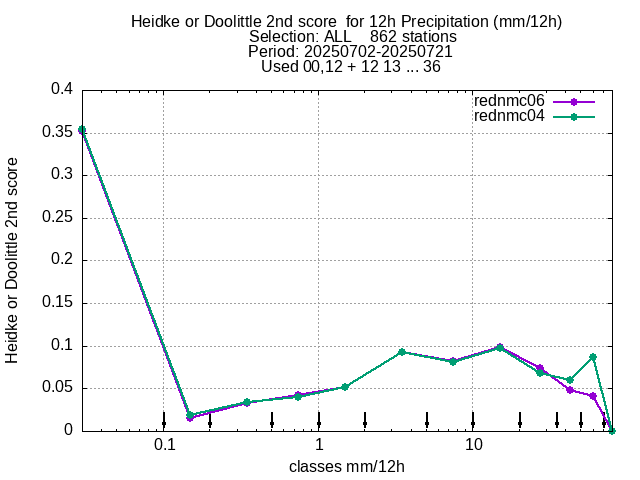 Heidke or Doolittle 2nd score  for 12h Precipitation (mm/12h)
Selection: ALL    862 stations
Period: 20250702-20250721
Used 00,12 + 12 13 ... 36
rednmc06
rednmc04
Heidke or Doolittle 2nd score
0.4
0.35
0.3
0.25
0.2
0.15
0.1
0.05
0
0.1 1 10
classes mm/12h